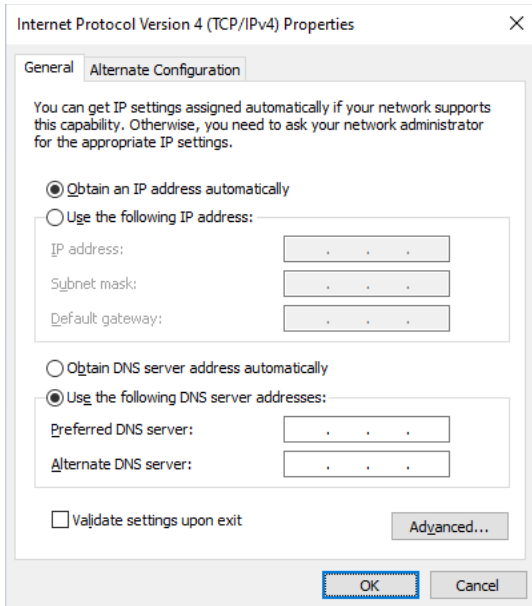 Internet Protocol Version 4 (TCP/IPv4) Properties
General
Alternate Configuration
You can get IP settings assigned automatically if your network supports
this capability. Otherwise, you need to ask your network administrator
for the appropriate IP settings.
Obtain an IP address automatically
Use the following IP address:
IP address:
Subnet mask:
Default gateway:
Obtain DNS server address automatically
Use the following DNS server addresses:
Preferred DNS server:
Alternate DNS server:
Validate settings upon exit
Advanced...
OK
Cancel